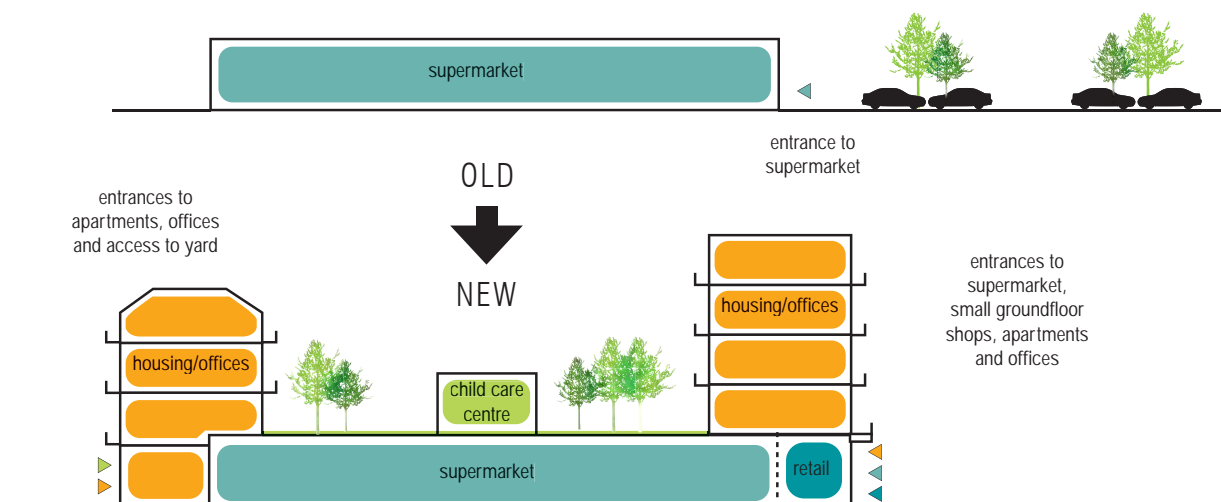 supermarket
entrance to
supermarket
OLD
entrances to
apartments, offices
and access to yard
NEW
entrances to
supermarket,
small groundfloor
shops, apartments
and offices
housing/offices
housing/offices
child care
centre
supermarket
retail